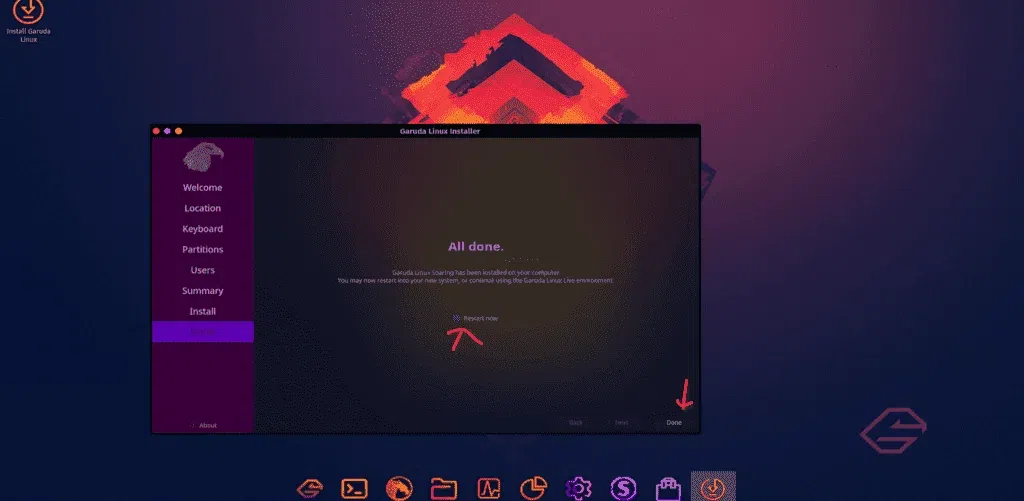 Install Garuda
Linux
Garuda Linux Installer
Welcome
Location
Keyboard
Partitions
Users
Summary
Install
About
All done.
Garuda Linux Soaring has been installed on your computer.
You may now restart into your new system, or continue using the Garuda Linux Live environment.
Restart now
Back
Next
Done